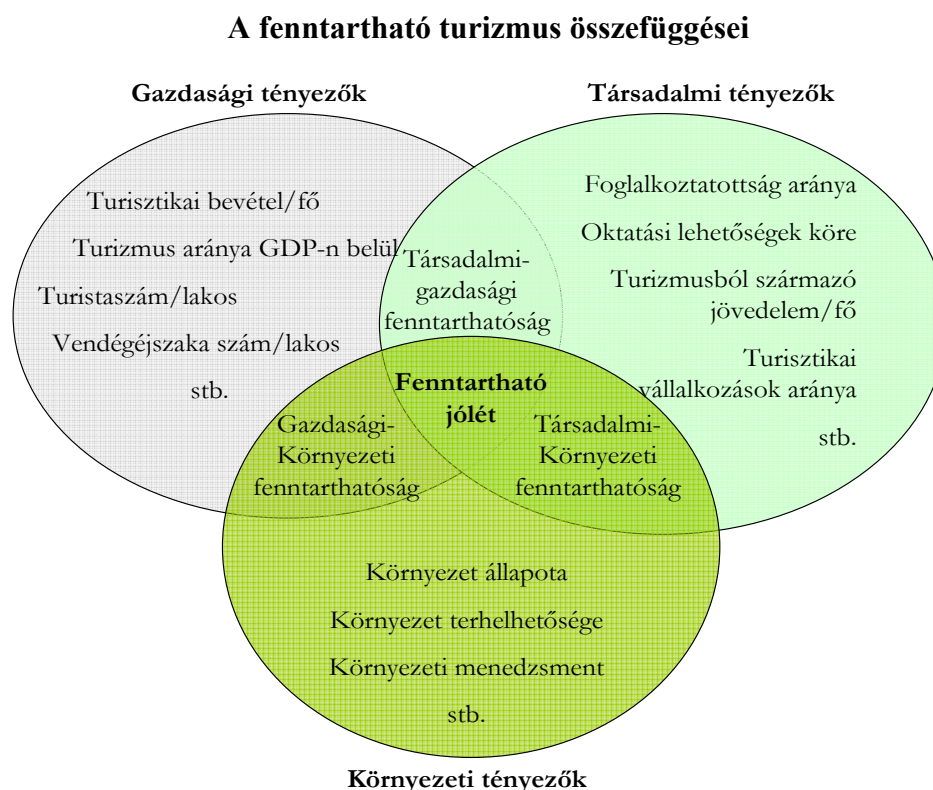 A fenntartható turizmus összefüggései
Gazdasági tényezők
Társadalmi tényezők
Turisztikai bevétel/fő
Turizmus aránya GDP-n belül
Turistaszám/lakos
Vendégéjszaka szám/lakos
stb.
Társadalmi-
gazdasági
fenntarthatóság
Foglalkoztatottság aránya
Oktatási lehetőségek köre
Turizmusból származó
jövedelem/fő
Turisztikai
vállalkozások aránya
stb.
Fenntartható
jólét
Gazdasági-
Környezeti
fenntarthatóság
Társadalmi-
Környezeti
fenntarthatóság
Környezet állapota
Környezet terhelhetősége
Környezeti menedzsment
stb.
Környezeti tényezők